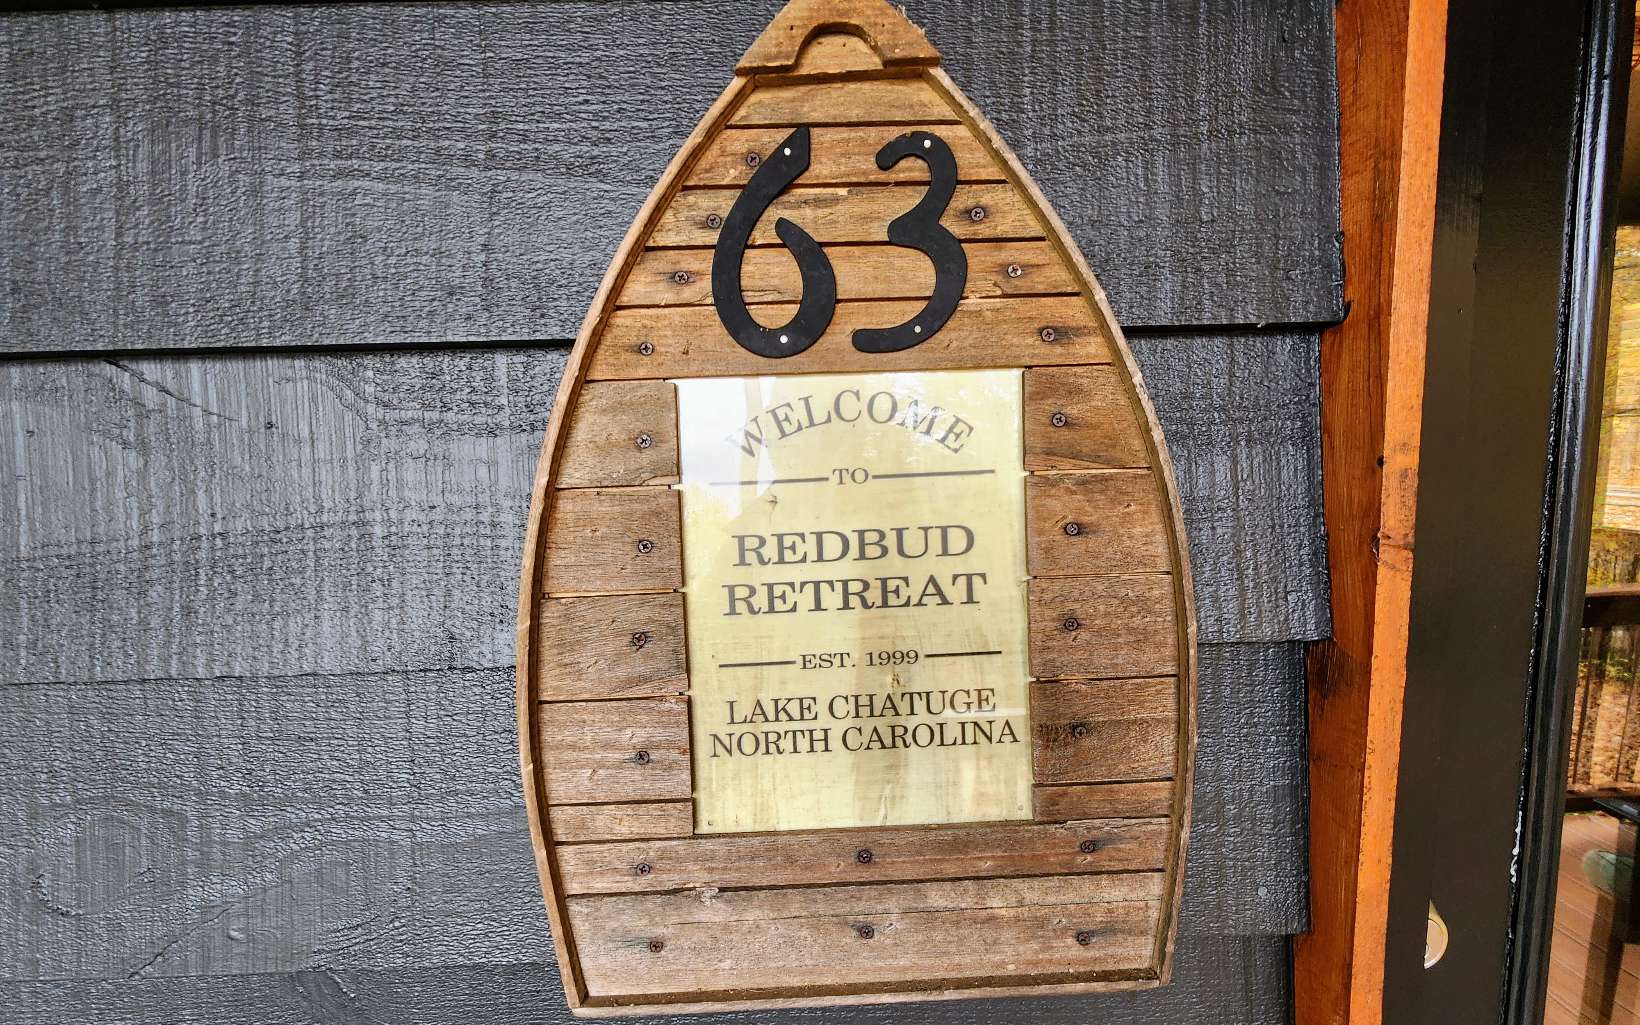 63
WELCOME
TO
REDBUD
RETREAT
EST. 1999
LAKE CHATUGE
NORTH CAROLINA